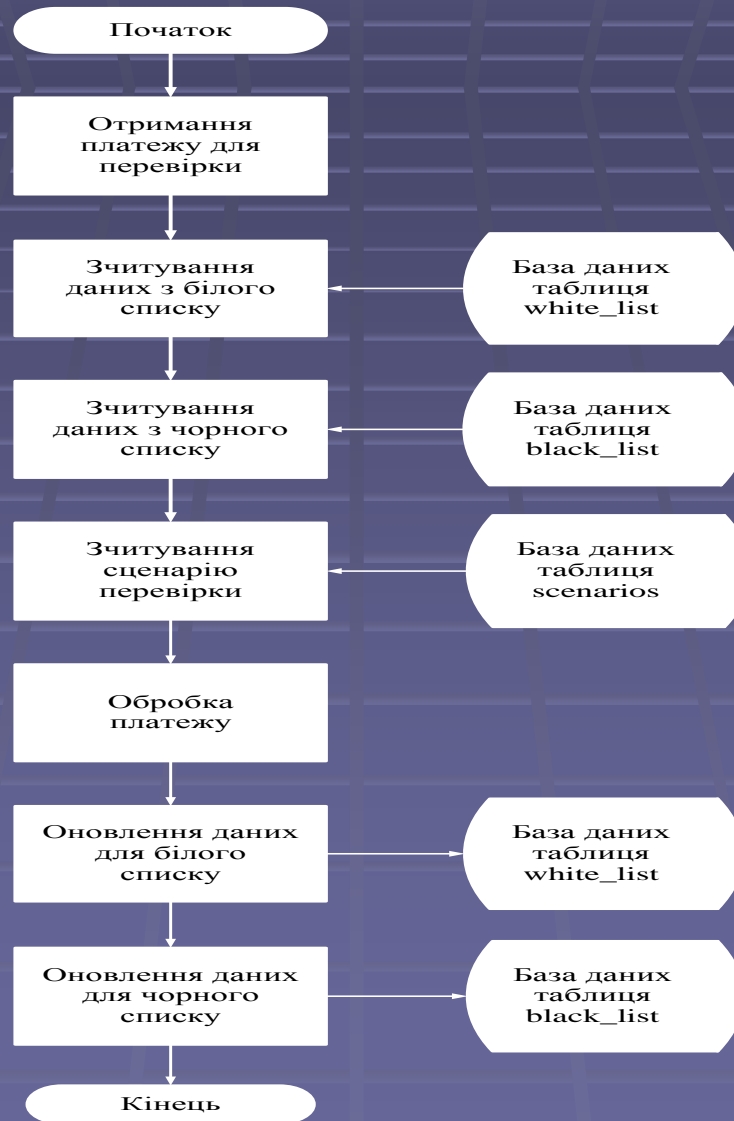 Початок
Отримання
платежу для
перевірки
Зчитування
даних з білого
списку
База даних
таблиця
white_list
Зчитування
даних з чорного
списку
База даних
таблиця
black_list
Зчитування
сценарію
перевірки
База даних
таблиця
scenarios
Обробка
платежу
Оновлення даних
для білого
списку
База даних
таблиця
white_list
Оновлення даних
для чорного
списку
База даних
таблиця
black_list
Кінець